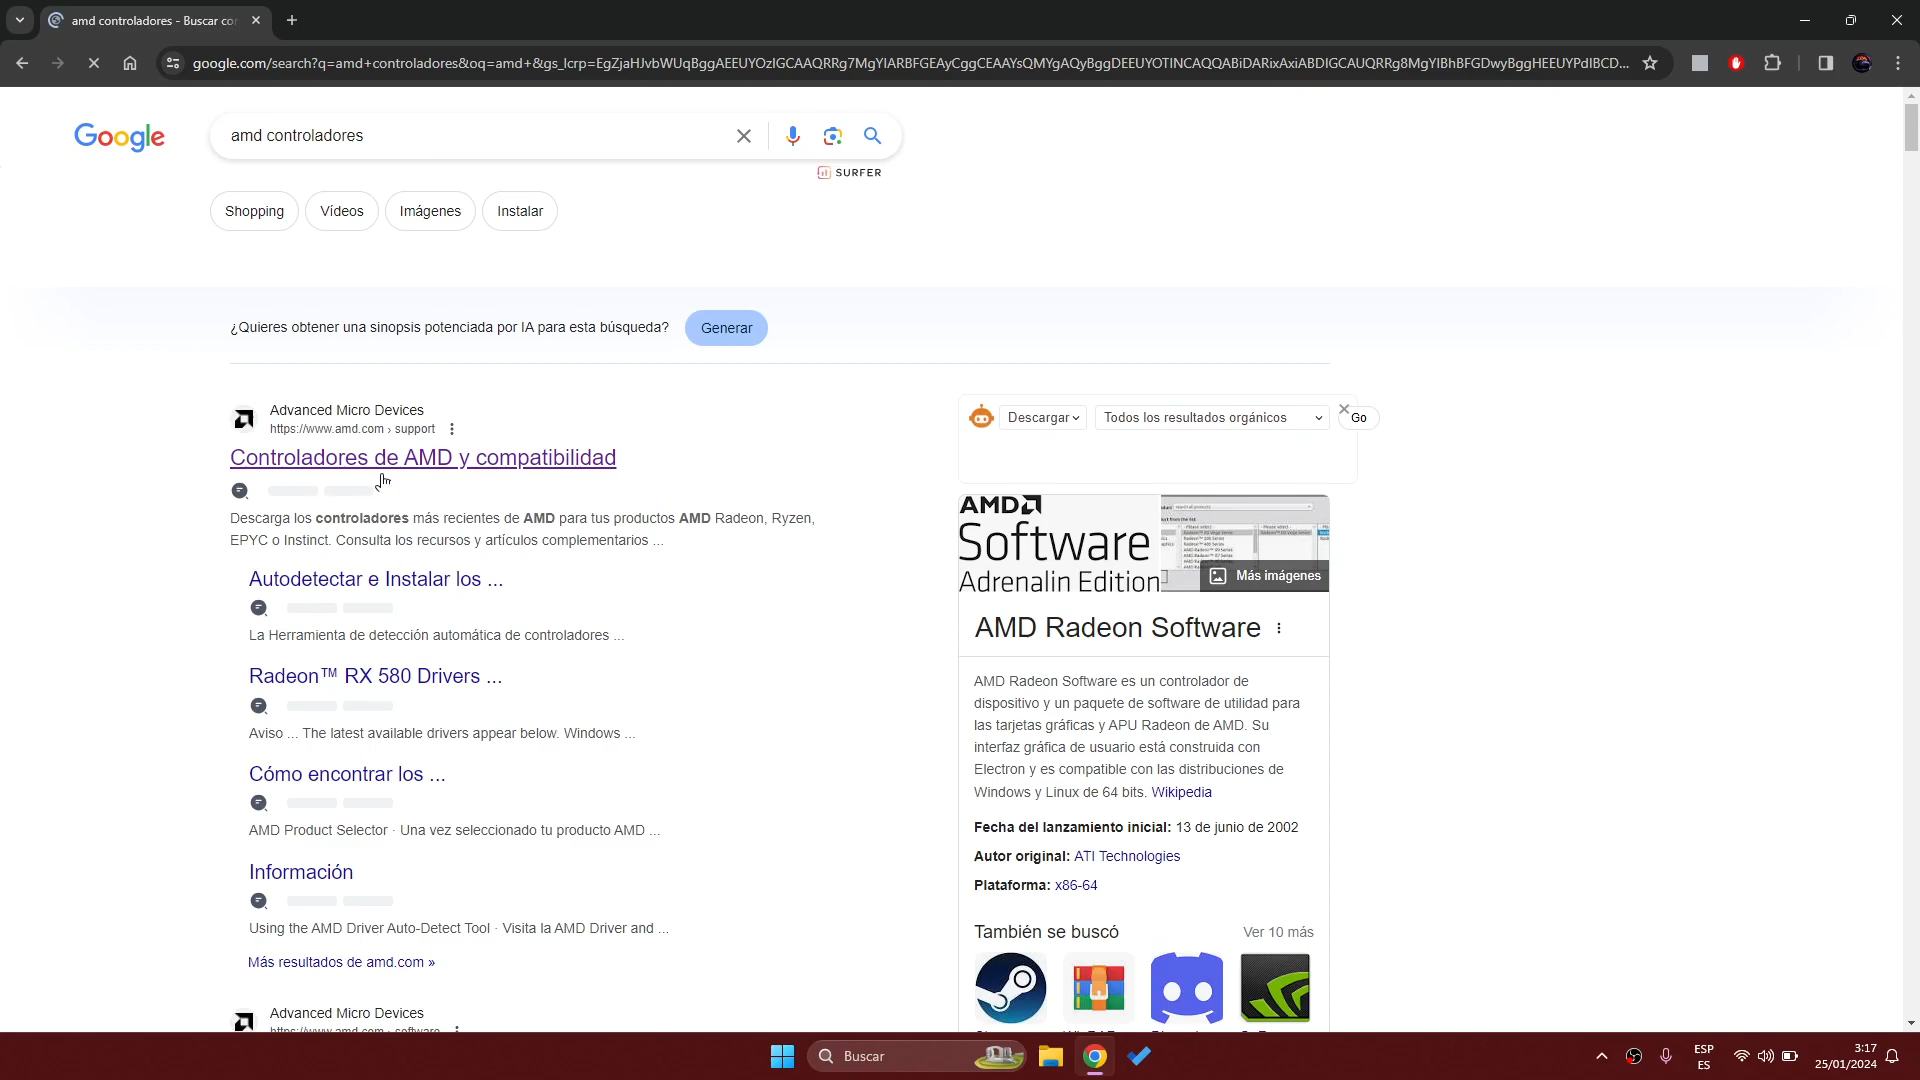 amd controladores - Buscar co
google.com/search?q=amd+controladores&oq=amd+&gs_lcrp=EgZjaHJvbWUqBggAEEUYOzIGCAAQRRg7MgYIARBFGEAyCggCEAAYsQMYgAQyBggDEEUYOTINCAQQABiDARixAxiABDIGCAUQRRg8MgYIBhBFGDwyBggHEEUYPdIBCD...
Google
amd controladores
SURFER
Shopping
Vídeos
Imágenes
Instalar
¿Quieres obtener una sinopsis potenciada por IA para esta búsqueda?
Generar
Advanced Micro Devices
https://www.amd.com › support
Controladores de AMD y compatibilidad
Descarga los controladores más recientes de AMD para tus productos AMD Radeon, Ryzen,
EPYC o Instinct. Consulta los recursos y artículos complementarios ...
Autodetectar e Instalar los ...
La Herramienta de detección automática de controladores ...
Radeon™ RX 580 Drivers ...
Aviso ... The latest available drivers appear below. Windows ...
Cómo encontrar los ...
AMD Product Selector · Una vez seleccionado tu producto AMD ...
Información
Using the AMD Driver Auto-Detect Tool · Visita la AMD Driver and ...
Más resultados de amd.com »
Advanced Micro Devices
https://www.amd.com › software
Descargar
Todos los resultados orgánicos
Go
AMD
Software
Adrenalin Edition
Más imágenes
AMD Radeon Software
AMD Radeon Software es un controlador de
dispositivo y un paquete de software de utilidad para
las tarjetas gráficas y APU Radeon de AMD. Su
interfaz gráfica de usuario está construida con
Electron y es compatible con las distribuciones de
Windows y Linux de 64 bits. Wikipedia
Fecha del lanzamiento inicial: 13 de junio de 2002
Autor original: ATI Technologies
Plataforma: x86-64
También se buscó
Ver 10 más
Buscar
ESP
ES
3:17
25/01/2024